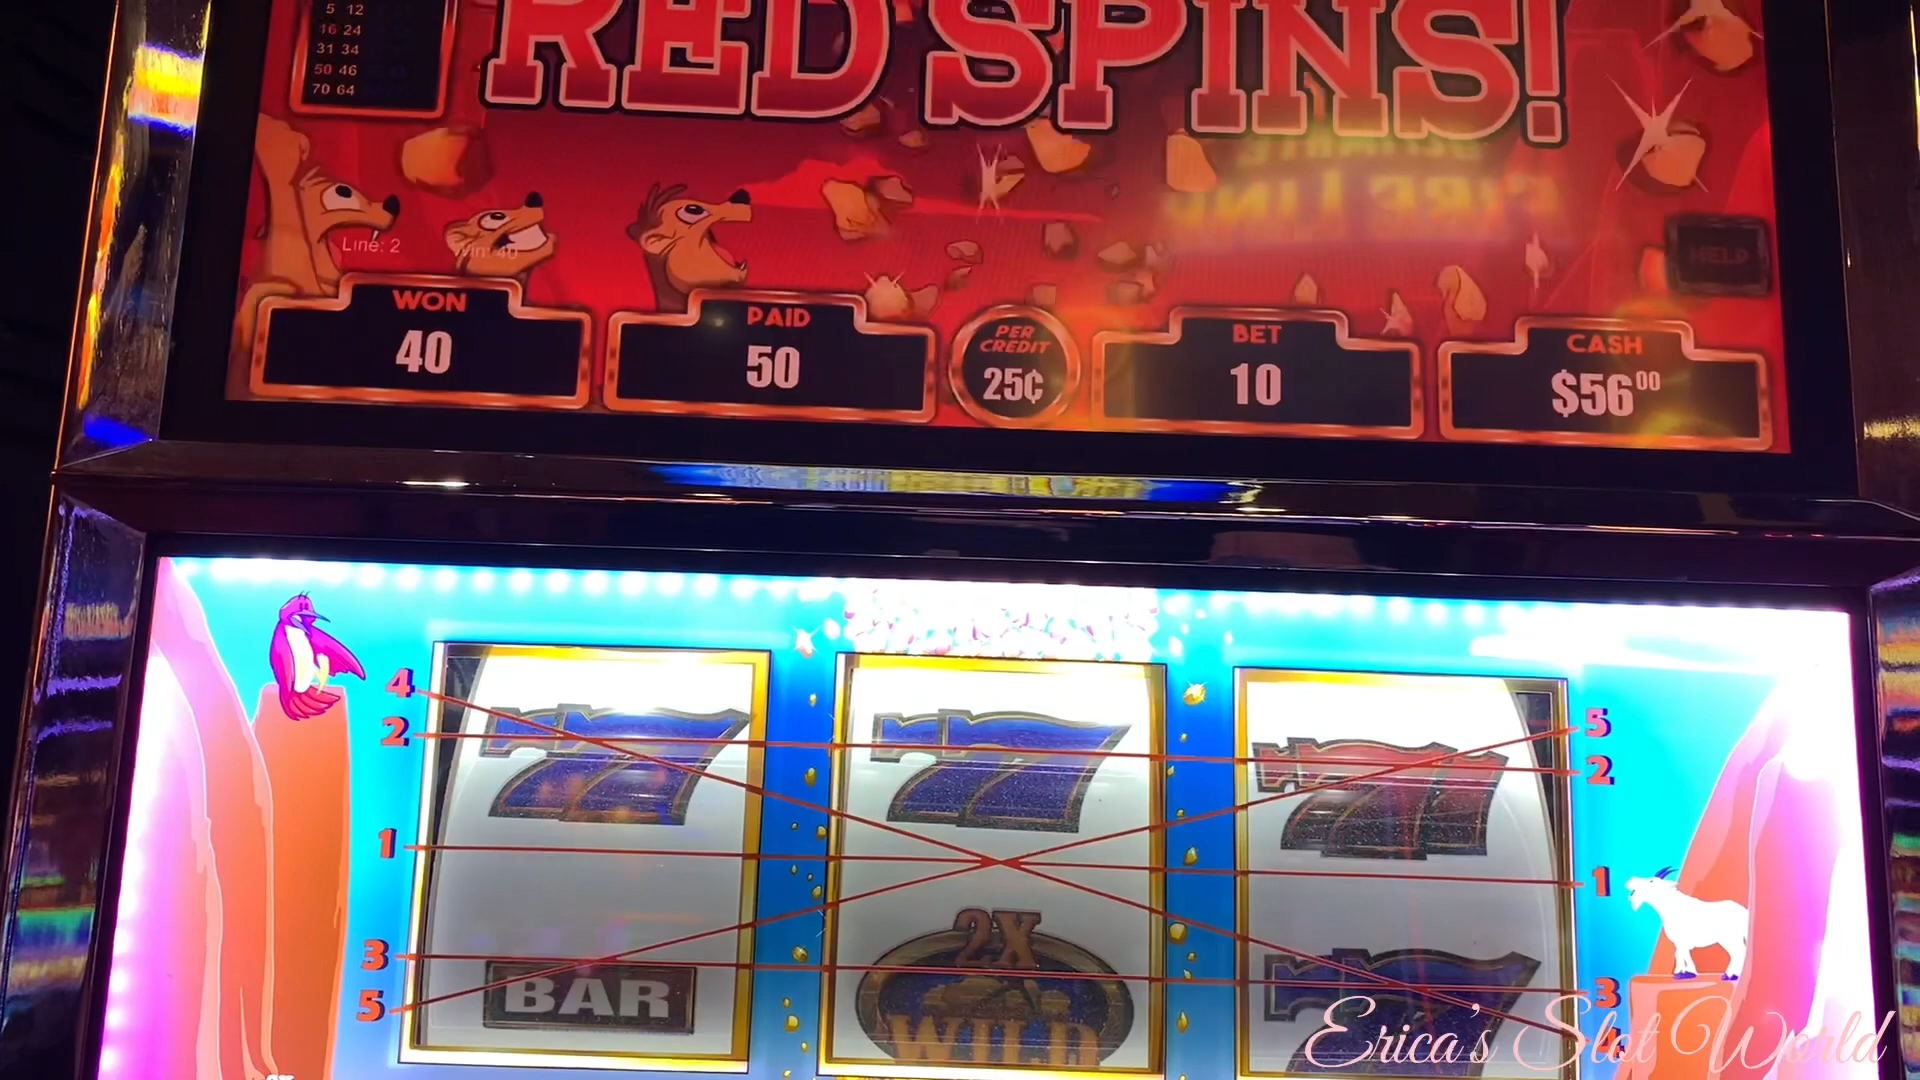 5 12
16 24
31 34
50 46
70 64
RED SPINS!
Line: 2
Win: 40
HELP
WON
40
PAID
50
PER
CREDIT
25¢
BET
10
CASH
$56 00
4
2
1
3
5
5
2
1
3
4
BAR
2X
WILD
Erica's Slot World